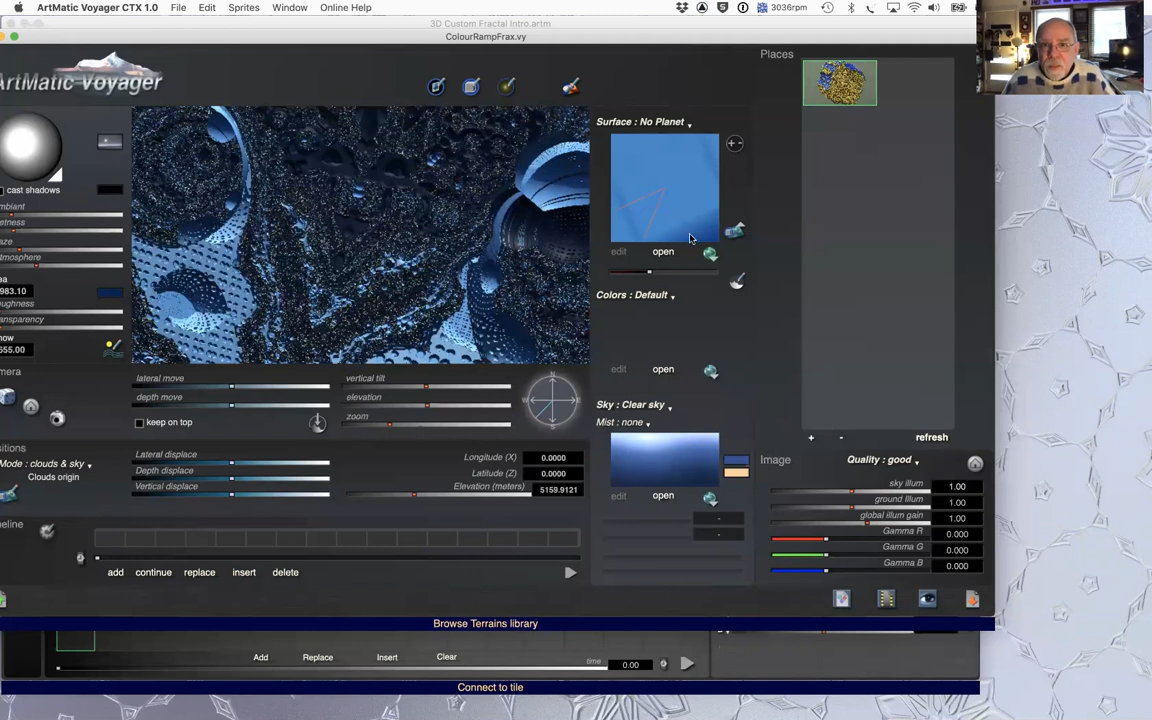 ArtMatic Voyager CTX 1.0 File Edit Sprites Window Online Help 3036rpm
3D Custom Fractal Intro.artm
ColourRampFrax.vy
ArtMatic Voyager
Places
Surface : No Planet
cast shadows
edit open
983.10
Colors : Default
555.00
edit open
lateral move
vertical tilt
depth move
elevation
keep on top
zoom
N
W
E
S
Sky : Clear sky
Mist : none
+ - refresh
Mode : clouds & sky
Clouds origin
Lateral displace
Depth displace
Vertical displace
Longitude (X) 0.0000
Latitude (Z) 0.0000
Elevation (meters) 5159.9121
edit open
Image
Quality : good
sky illum 1.00
ground Illum 1.00
global illum gain 1.00
Gamma R 0.000
Gamma G 0.000
Gamma B 0.000
add continue replace insert delete
Browse Terrains library
Add Replace Insert Clear time 0.00
Connect to tile